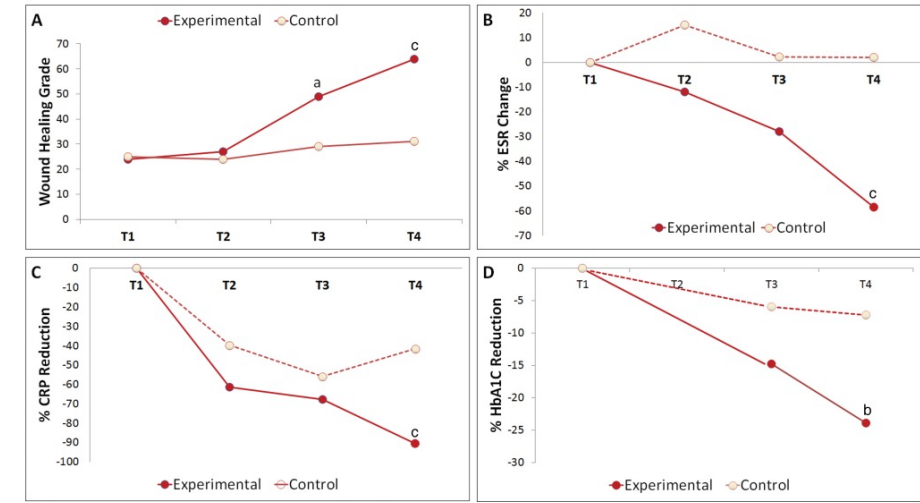 A
Experimental Control
Wound Healing Grade
70
60
50
40
30
20
10
0
a
c
T1 T2 T3 T4
B
% ESR Change
20
10
0
-10
-20
-30
-40
-50
-60
-70
T1 T2 T3 T4
c
Experimental Control
C
% CRP Reduction
0
-10
-20
-30
-40
-50
-60
-70
-80
-90
-100
T1 T2 T3 T4
c
Experimental Control
D
% HbA1C Reduction
0
-5
-10
-15
-20
-25
-30
T1 T2 T3 T4
b
Experimental Control